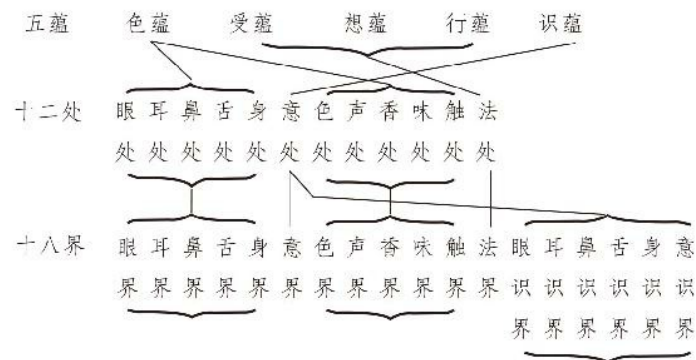 五蕴 色蕴 受蕴 想蕴 行蕴 识蕴
十二处 眼 耳 鼻 舌 身 意 色 声 香 味 触 法
处 处 处 处 处 处 处 处 处 处 处 处
十八界 眼 耳 鼻 舌 身 意 色 声 香 味 触 法 眼 耳 鼻 舌 身 意
界 界 界 界 界 界 界 界 界 界 界 界 识 识 识 识 识 识
界 界 界 界 界 界